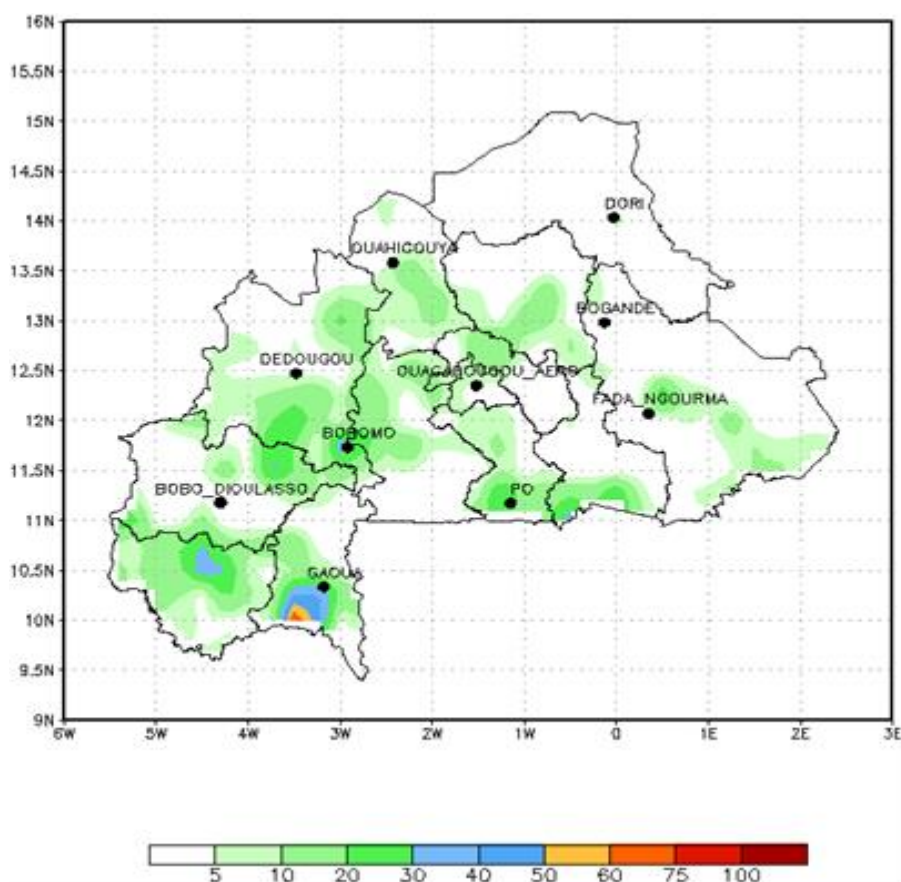 16N
15.5N
15N
14.5N
14N
DORI
OUAHIGOUYA
13.5N
BOGANDE
13N
DEDOUGOU
12.5N
OUAGADOUGOU_AERO
FADA_NGOURMA
12N
BOROMO
11.5N
BOBO_DIOULASSO
PO
11N
10.5N
GAOUA
10N
9.5N
9N
6W 5W 4W 3W 2W 1W 0 1E 2E 3E
5 10 20 30 40 50 60 75 100